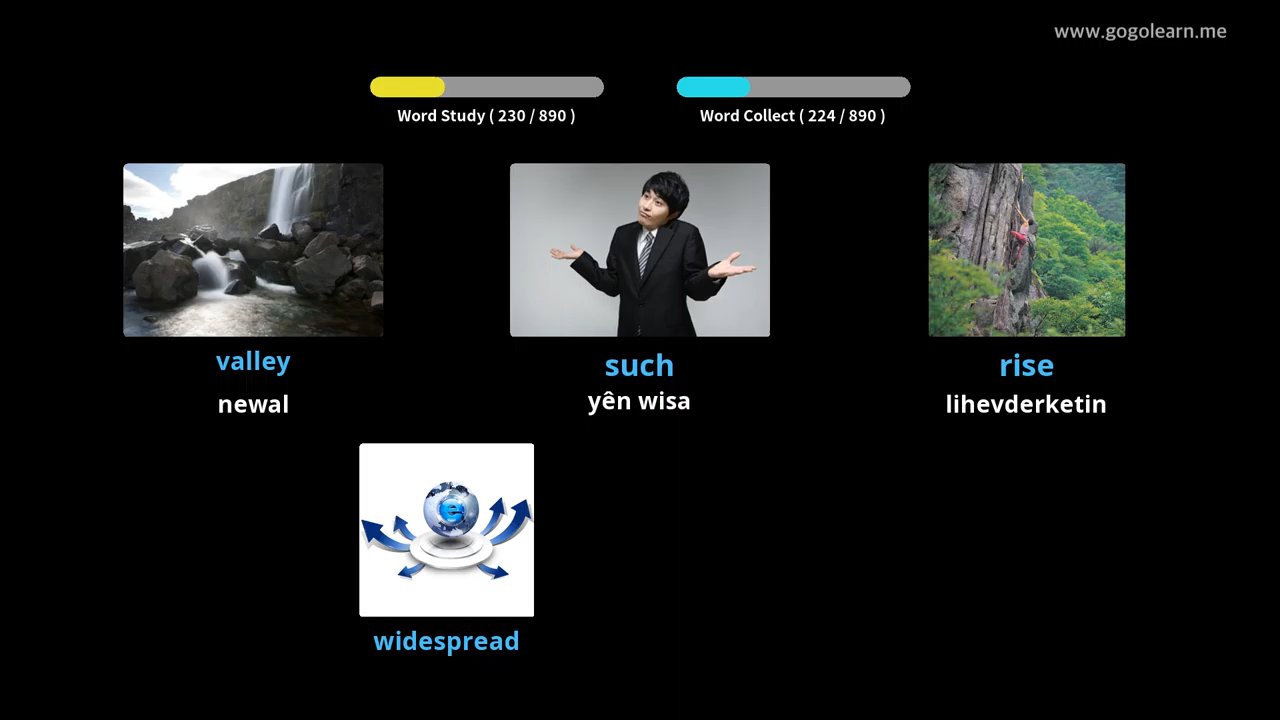 www.gogolearn.me
Word Study ( 230 / 890 )
Word Collect ( 224 / 890 )
valley
such
rise
newal
yên wisa
lihevderketin
e
widespread